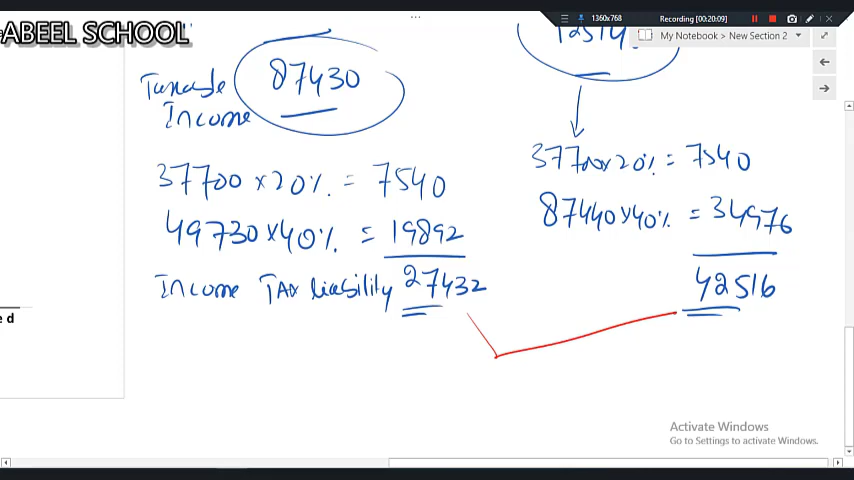 ABEEL SCHOOL
1360x768
Recording [00:20:09]
My Notebook > New Section 2
87430
Income
37700 x 20% = 7540
49730 x 40% = 19892
Income Tax liability 27432
37700 x 20% = 7540
87440 x 40% = 34976
42516
e d
Activate Windows
Go to Settings to activate Windows.